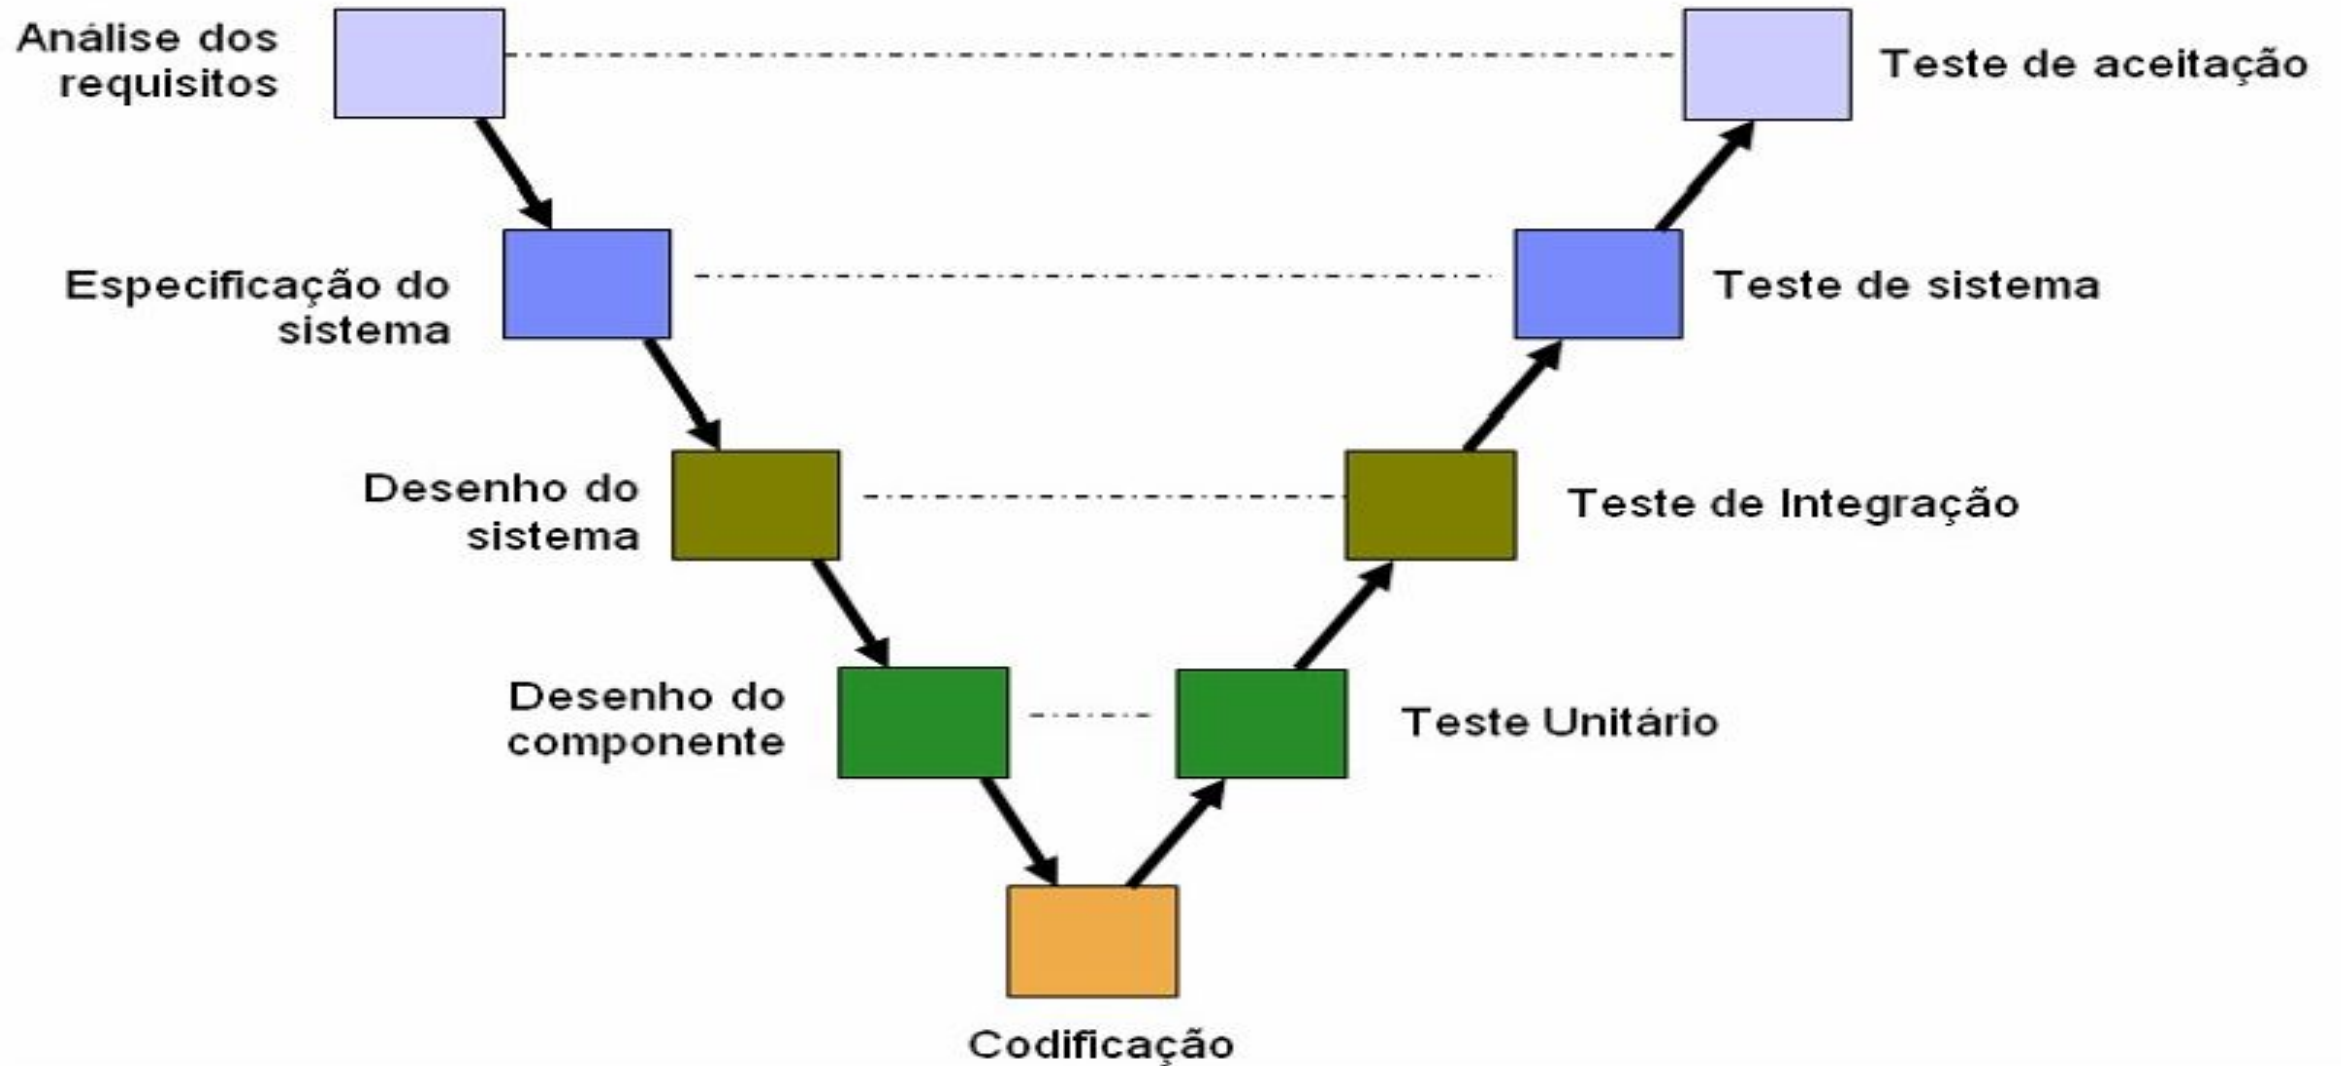 Análise dos
requisitos
Teste de aceitação
Especificação do
sistema
Teste de sistema
Desenho do
sistema
Teste de Integração
Desenho do
componente
Teste Unitário
Codificação